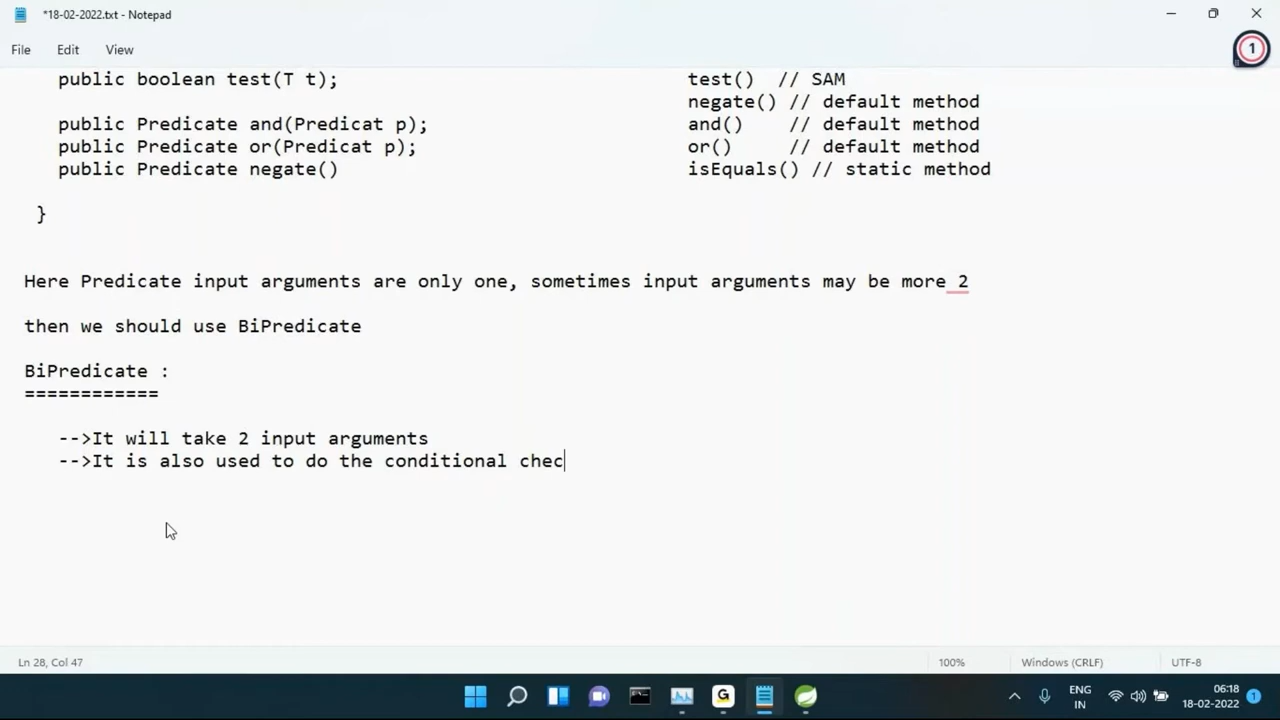 *18-02-2022.txt - Notepad
File Edit View
1
public boolean test(T t); test() // SAM
negate() // default method
public Predicate and(Predicat p); and() // default method
public Predicate or(Predicat p); or() // default method
public Predicate negate() isEquals() // static method
}
Here Predicate input arguments are only one, sometimes input arguments may be more 2
then we should use BiPredicate
BiPredicate :
============
-->It will take 2 input arguments
-->It is also used to do the conditional chec
Ln 28, Col 47 100% Windows (CRLF) UTF-8
G
ENG 06:18
IN 18-02-2022 1